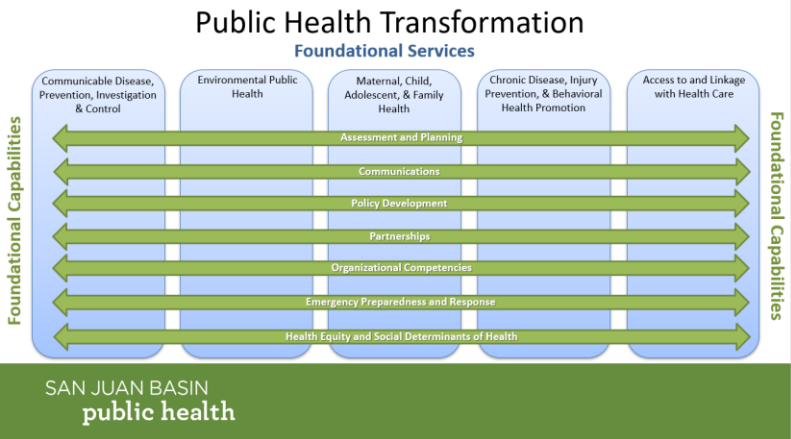 Public Health Transformation
Foundational Services
Communicable Disease,
Prevention, Investigation
& Control
Environmental Public
Health
Maternal, Child,
Adolescent, & Family
Health
Chronic Disease, Injury
Prevention, & Behavioral
Health Promotion
Access to and Linkage
with Health Care
Foundational Capabilities
Assessment and Planning
Communications
Policy Development
Partnerships
Organizational Competencies
Emergency Preparedness and Response
Health Equity and Social Determinants of Health
Foundational Capabilities
SAN JUAN BASIN
public health